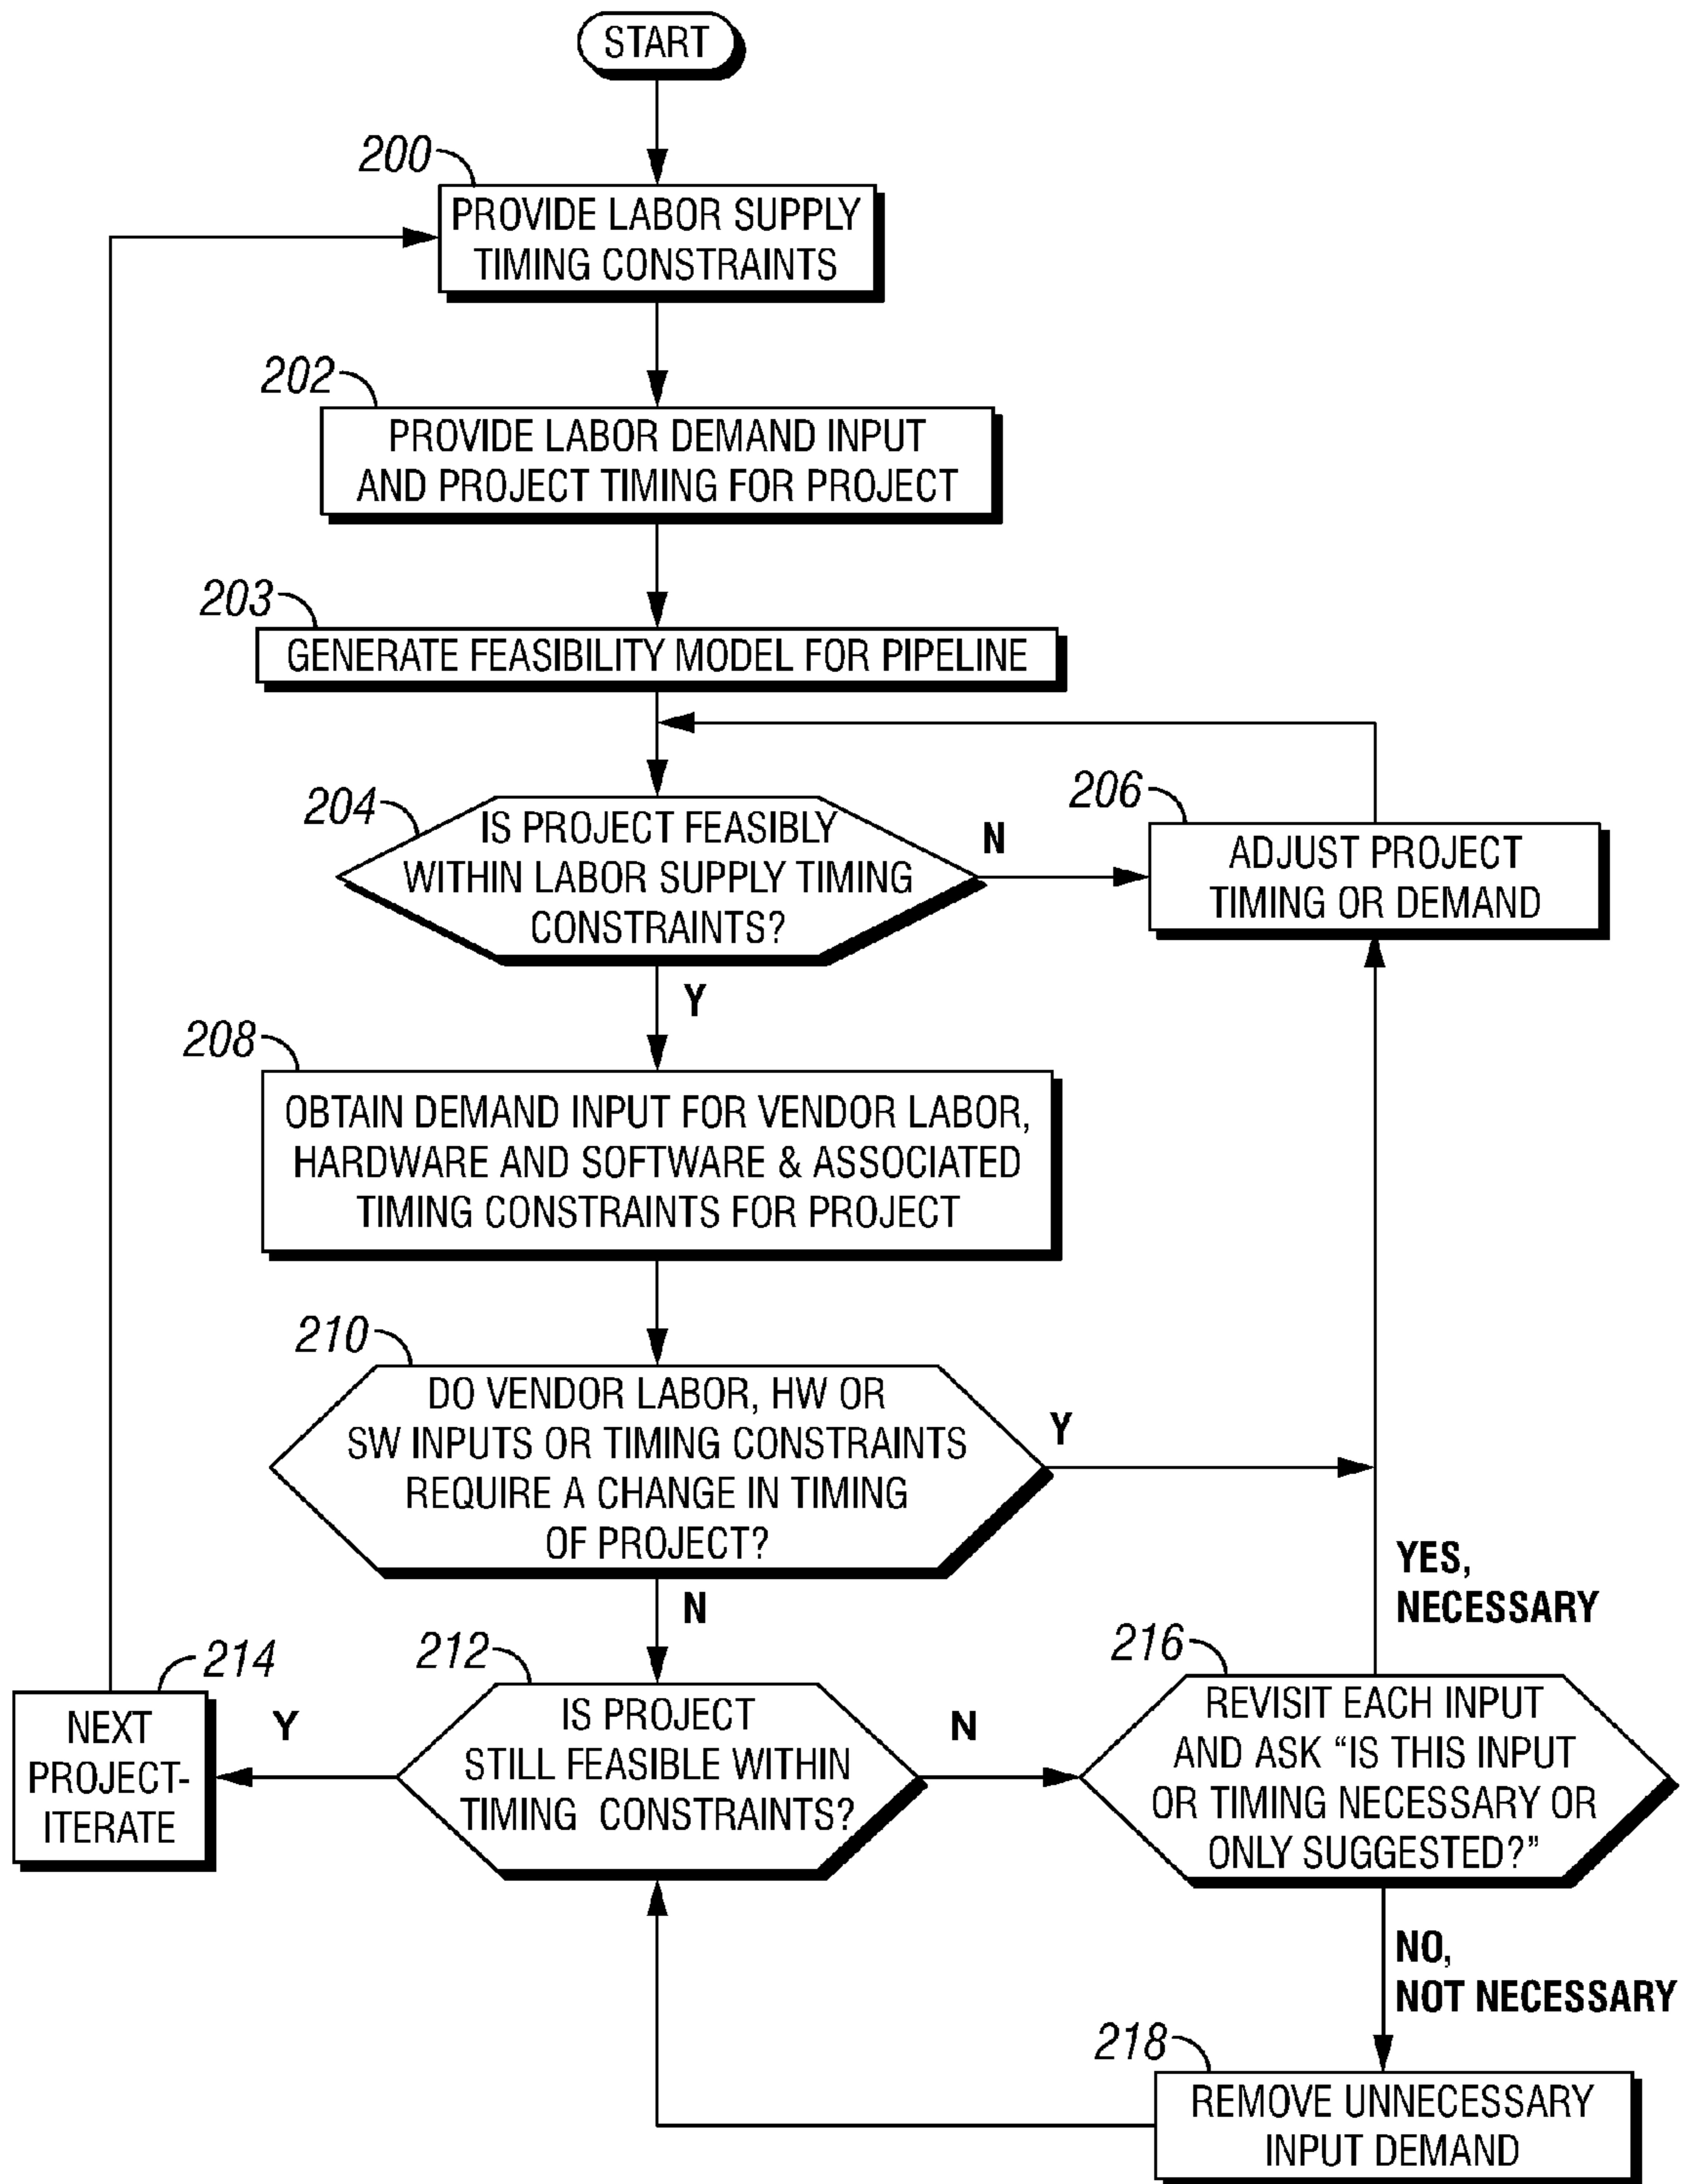 START
200
PROVIDE LABOR SUPPLY
TIMING CONSTRAINTS
202
PROVIDE LABOR DEMAND INPUT
AND PROJECT TIMING FOR PROJECT
203
GENERATE FEASIBILITY MODEL FOR PIPELINE
204
IS PROJECT FEASIBLY
WITHIN LABOR SUPPLY TIMING
CONSTRAINTS?
N
206
ADJUST PROJECT
TIMING OR DEMAND
Y
208
OBTAIN DEMAND INPUT FOR VENDOR LABOR,
HARDWARE AND SOFTWARE & ASSOCIATED
TIMING CONSTRAINTS FOR PROJECT
210
DO VENDOR LABOR, HW OR
SW INPUTS OR TIMING CONSTRAINTS
REQUIRE A CHANGE IN TIMING
OF PROJECT?
Y
N
YES,
NECESSARY
212
IS PROJECT
STILL FEASIBLE WITHIN
TIMING CONSTRAINTS?
Y
214
NEXT
PROJECT-
ITERATE
N
216
REVISIT EACH INPUT
AND ASK “IS THIS INPUT
OR TIMING NECESSARY OR
ONLY SUGGESTED?”
NO,
NOT NECESSARY
218
REMOVE UNNECESSARY
INPUT DEMAND